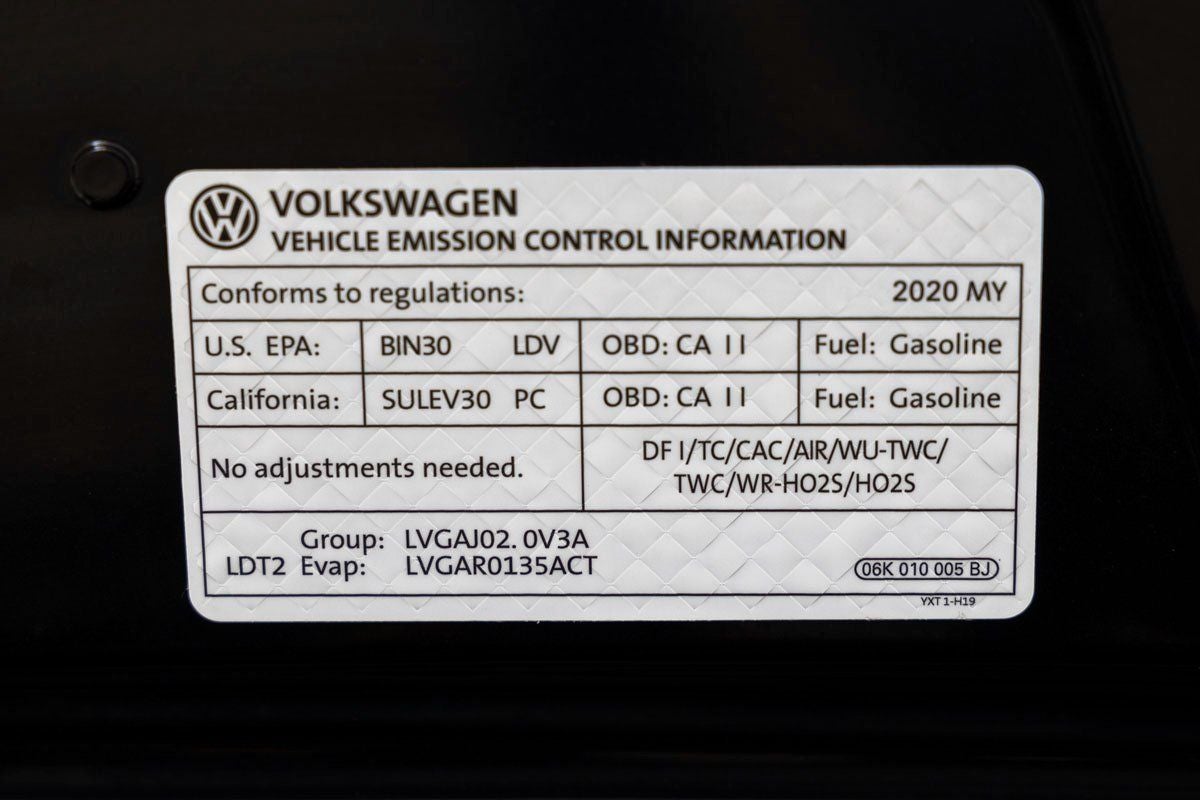 VOLKSWAGEN
VEHICLE EMISSION CONTROL INFORMATION
Conforms to regulations: 2020 MY
U.S. EPA: BIN30 LDV OBD: CA II Fuel: Gasoline
California: SULEV30 PC OBD: CA II Fuel: Gasoline
No adjustments needed.
DFI/TC/CAC/AIR/WU-TWC/
TWC/WR-HO2S/HO2S
Group: LVGAJ02.0V3A
LDT2 Evap: LVGAR0135ACT
06K 010 005 BJ
YXT 1-H19